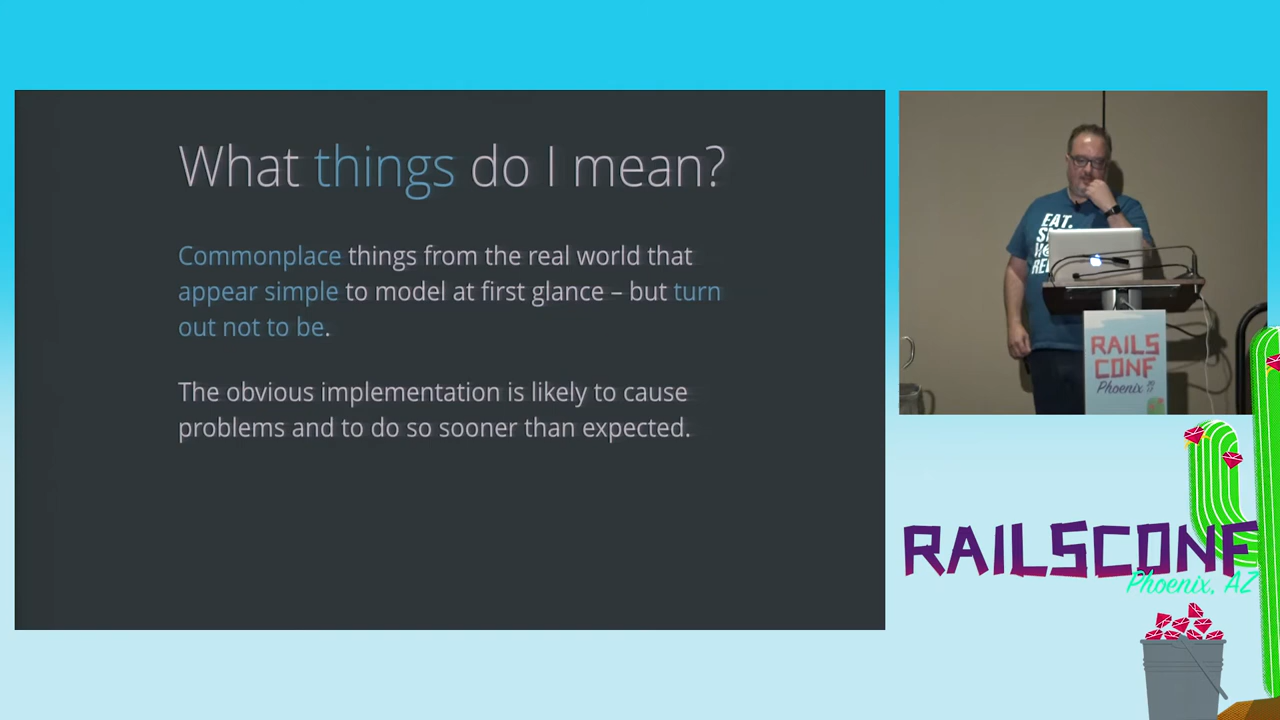 What things do I mean?
Commonplace things from the real world that
appear simple to model at first glance – but turn
out not to be.
The obvious implementation is likely to cause
problems and to do so sooner than expected.
EAT.
RAILS
CONF
Phoenix
RAILSCONF
Phoenix, AZ